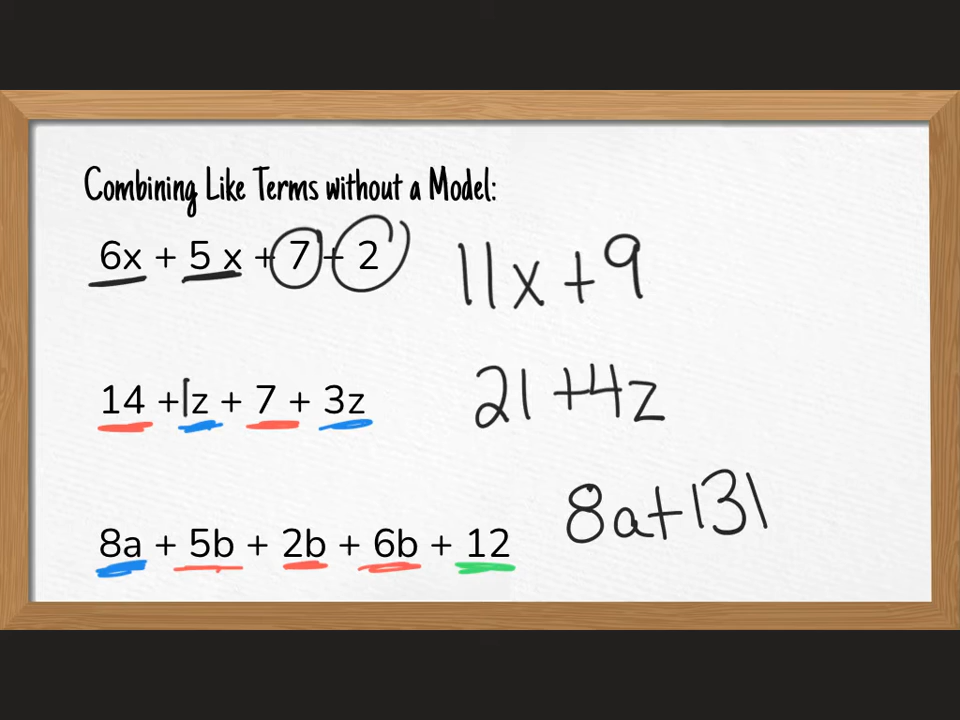 Combining Like Terms without a Model:
6x + 5 x + 7 + 2 11x + 9
14 + 1z + 7 + 3z 21 + 4z
8a + 5b + 2b + 6b + 12 8a + 131